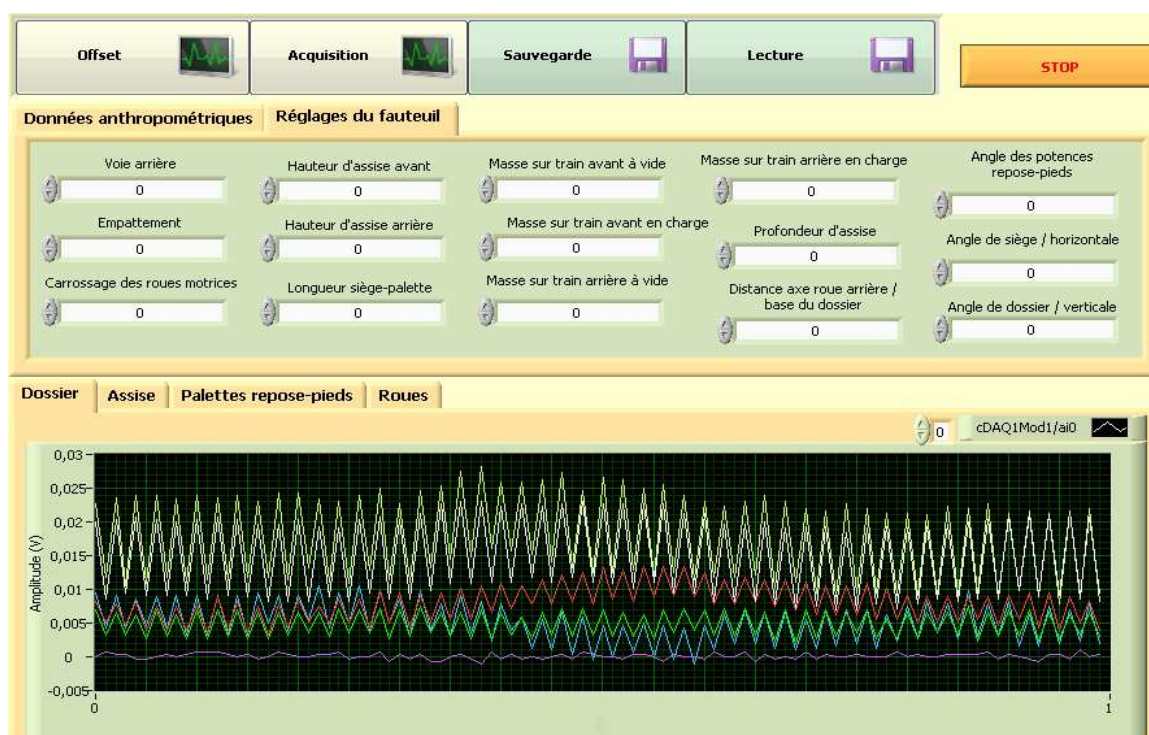 Offset
Acquisition
Sauvegarde
Lecture
STOP
Données anthropométriques
Réglages du fauteuil
Voie arrière
0
Empattement
0
Carrossage des roues motrices
0
Hauteur d'assise avant
0
Hauteur d'assise arrière
0
Longueur siège-palette
0
Masse sur train avant à vide
0
Masse sur train avant en charge
0
Masse sur train arrière à vide
0
Masse sur train arrière en charge
0
Profondeur d'assise
0
Distance axe roue arrière /
base du dossier
0
Angle des potences
repose-pieds
0
Angle de siège / horizontale
0
Angle de dossier / verticale
0
Dossier
Assise
Palettes repose-pieds
Roues
0
cDAQ1Mod1/ai0
Amplitude (V)
0,03
0,025
0,02
0,015
0,01
0,005
0
-0,005
0
1